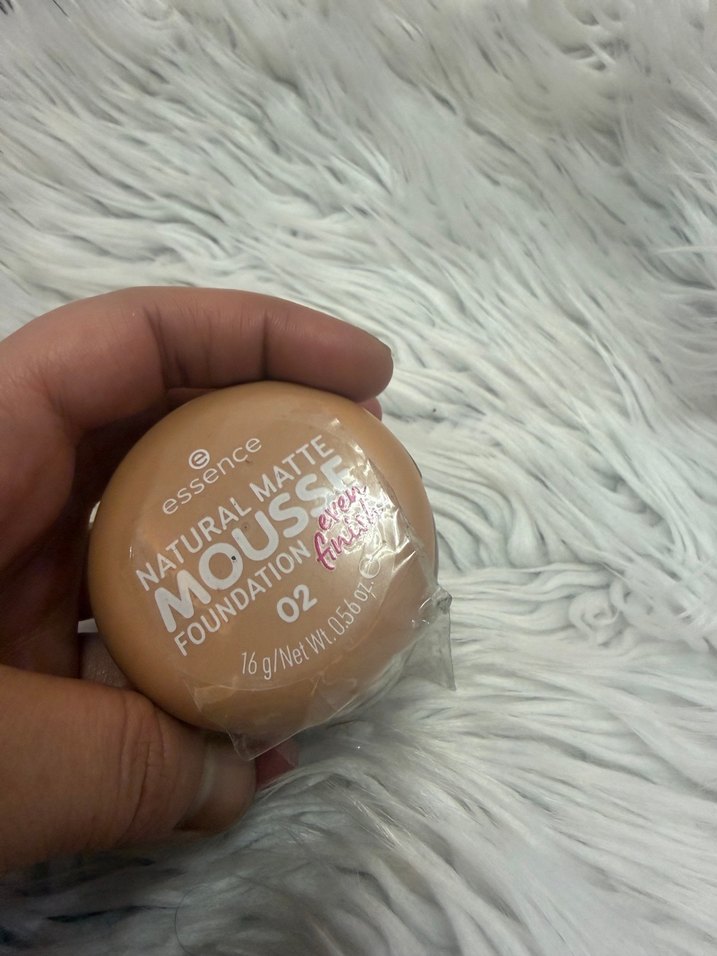 essence
NATURAL MATTE
MOUSSE
FOUNDATION
even
finish
02
16 g/Net Wt. 0.56 oz. ℮